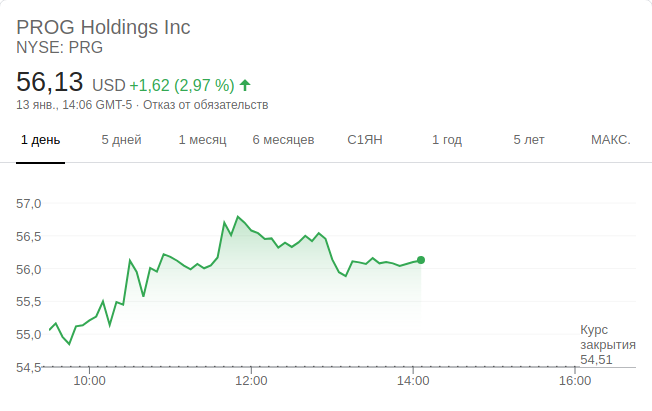 PROG Holdings Inc
NYSE: PRG
56,13 USD +1,62 (2,97 %)
13 янв., 14:06 GMT-5 · Отказ от обязательств
1 день 5 дней 1 месяц 6 месяцев С1ЯН 1 год 5 лет МАКС.
57,0
56,5
56,0
55,5
55,0
54,5
Курс
закрытия
54,51
10:00 12:00 14:00 16:00